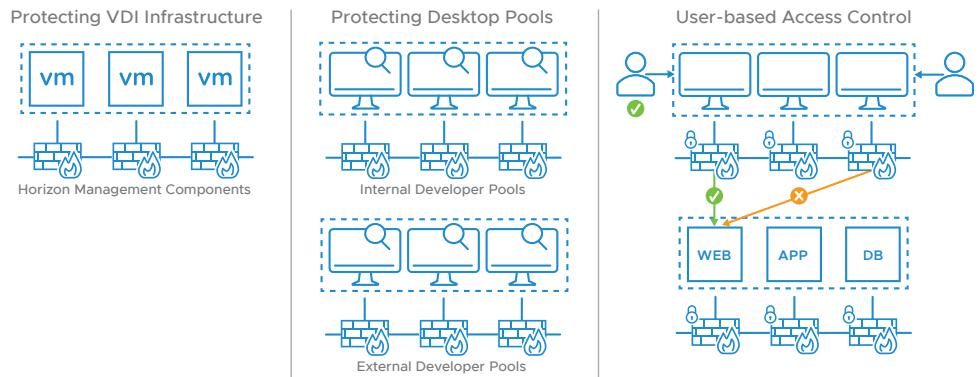 Protecting VDI Infrastructure
vm
vm
vm
Horizon Management Components
Protecting Desktop Pools
Internal Developer Pools
External Developer Pools
User-based Access Control
WEB
APP
DB